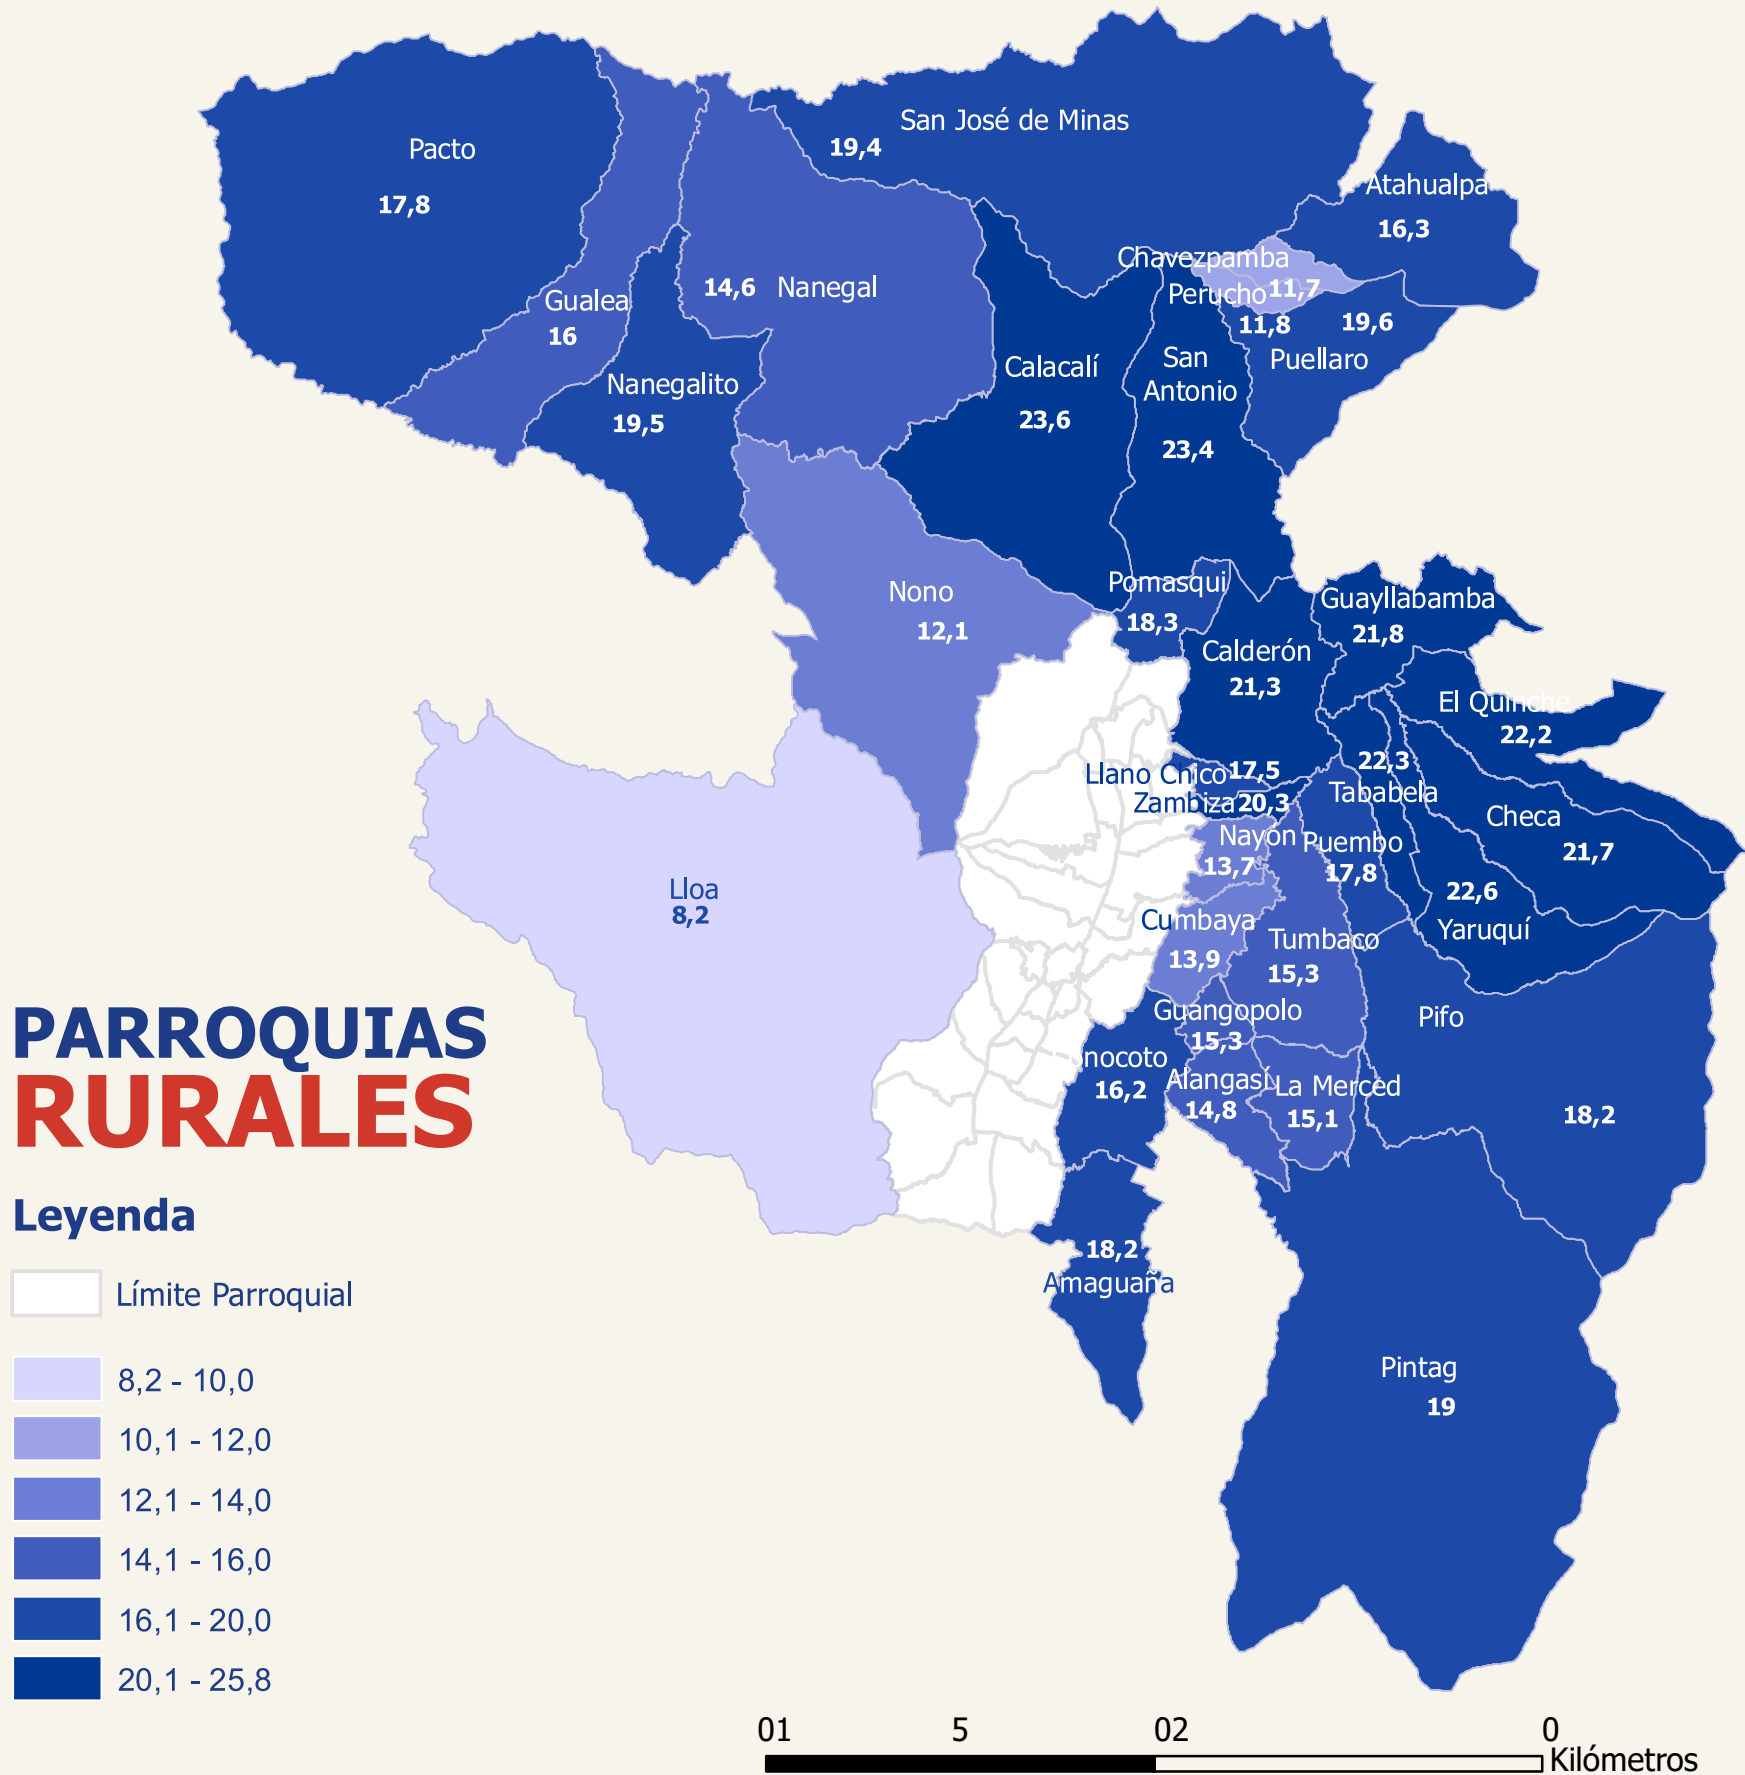 San José de Minas
19,4
Pacto
17,8
Atahualpa
16,3
Chavezpamba
11,7
Perucho
11,8
19,6
Puellaro
Gualea
16
14,6 Nanegal
Nanegalito
19,5
Calacalí
23,6
San
Antonio
23,4
Nono
12,1
Pomasqui
18,3
Guayllabamba
21,8
Calderón
21,3
El Quinche
22,2
Llano Chico 17,5
Zambiza 20,3
22,3
Tababela
Checa
21,7
Nayón
13,7
Puembo
17,8
22,6
Yaruquí
Lloa
8,2
Cumbaya
13,9
Tumbaco
15,3
Guangopolo
15,3
Pifo
18,2
nocoto
16,2
Alangasí
14,8
La Merced
15,1
18,2
Amaguaña
Pintag
19
PARROQUIAS
RURALES
Leyenda
Límite Parroquial
8,2 - 10,0
10,1 - 12,0
12,1 - 14,0
14,1 - 16,0
16,1 - 20,0
20,1 - 25,8
01 5 02 0
Kilómetros